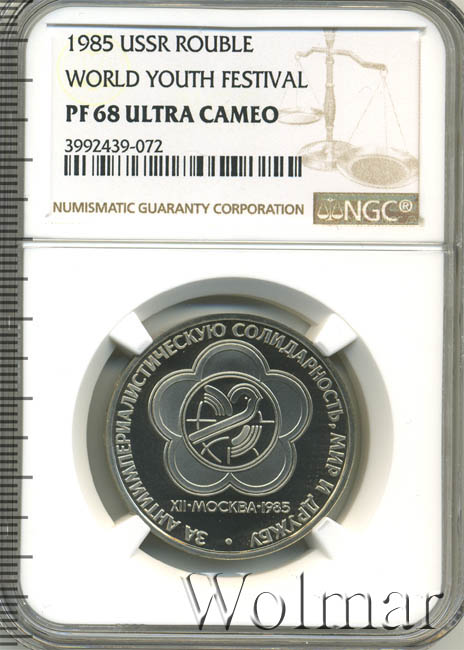 1985 USSR ROUBLE
WORLD YOUTH FESTIVAL
PF 68 ULTRA CAMEO
3992439-072
NUMISMATIC GUARANTY CORPORATION
NGC®
ЗА АНТИИМПЕРИАЛИСТИЧЕСКУЮ СОЛИДАРНОСТЬ, МИР И ДРУЖБУ
XII·МОСКВА·1985
Wolmar